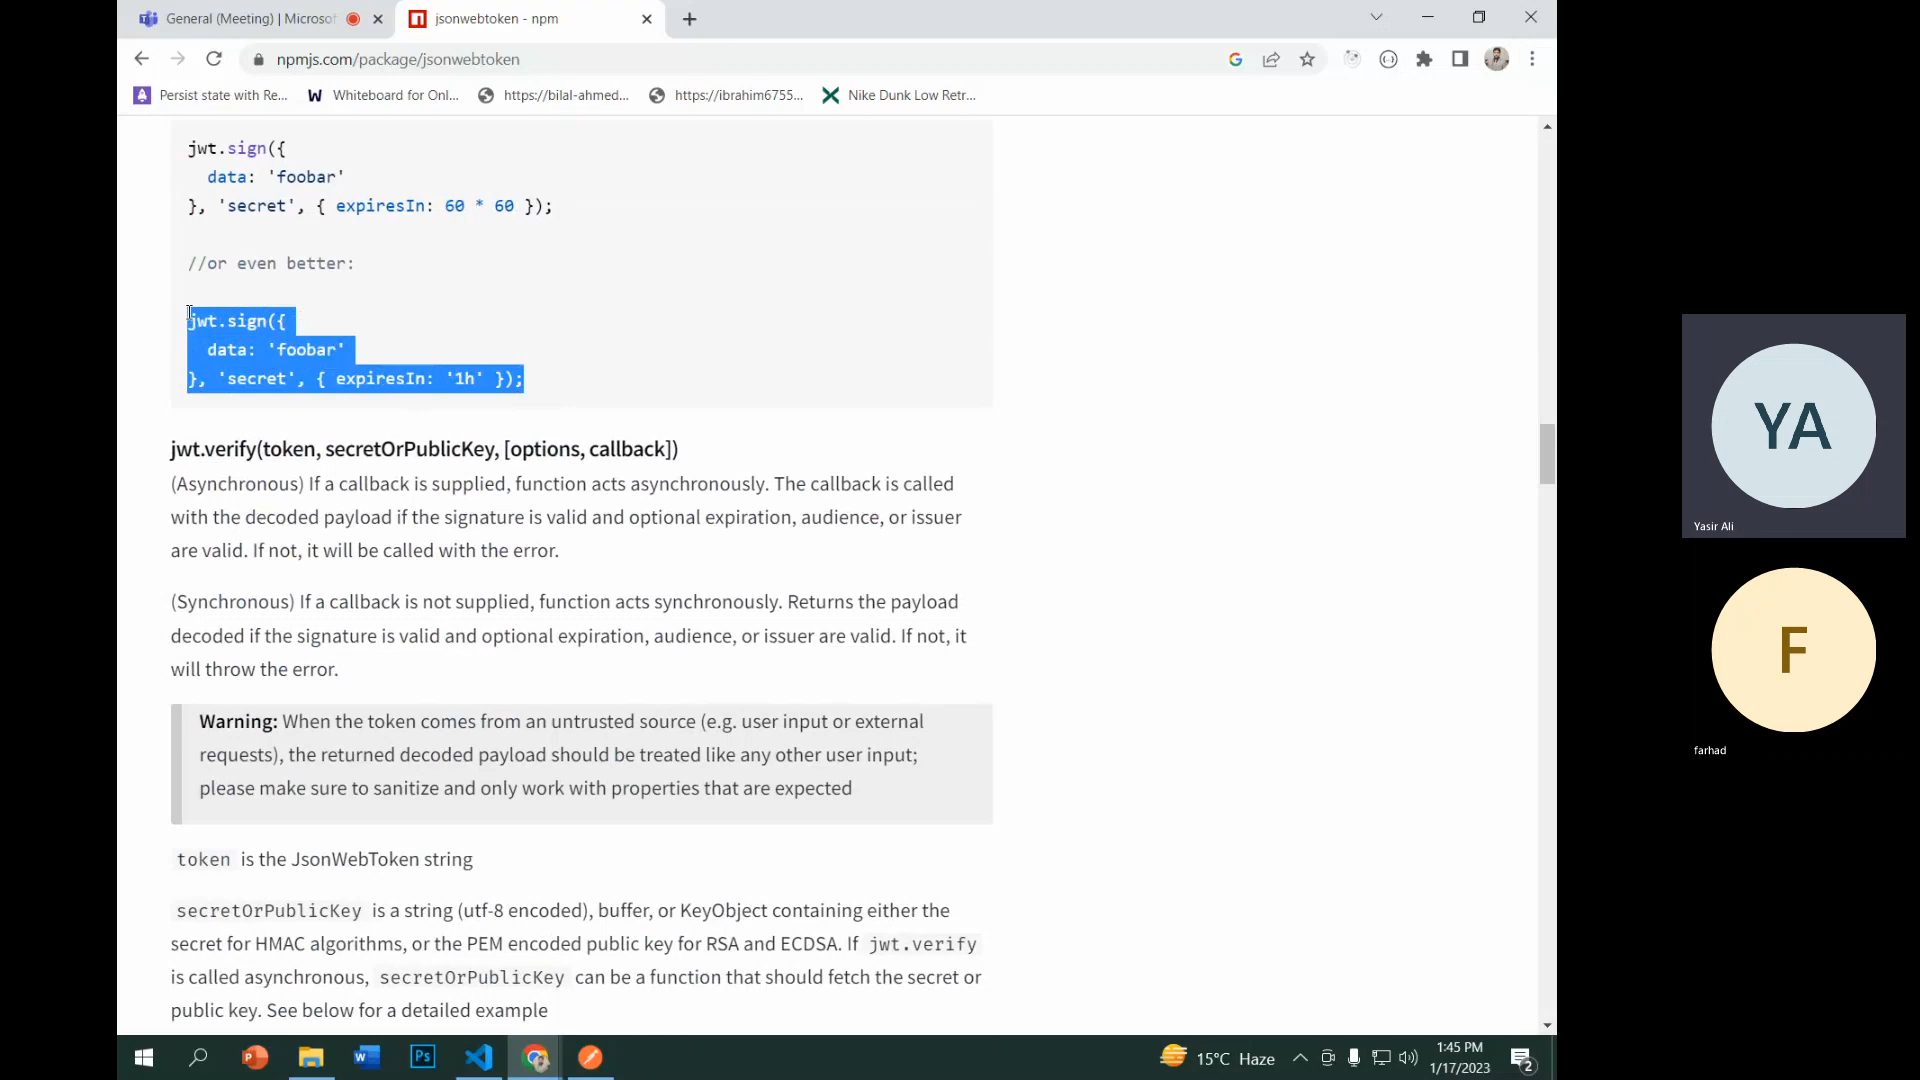 General (Meeting) | Microsof
jsonwebtoken - npm
npmjs.com/package/jsonwebtoken
Persist state with Re...
Whiteboard for Onl...
https://bilal-ahmed...
https://ibrahim6755...
Nike Dunk Low Retr...
jwt.sign({
data: 'foobar'
}, 'secret', { expiresIn: 60 * 60 });
//or even better:
jwt.sign({
data: 'foobar'
}, 'secret', { expiresIn: '1h' });
jwt.verify(token, secretOrPublicKey, [options, callback])
(Asynchronous) If a callback is supplied, function acts asynchronously. The callback is called
with the decoded payload if the signature is valid and optional expiration, audience, or issuer
are valid. If not, it will be called with the error.
(Synchronous) If a callback is not supplied, function acts synchronously. Returns the payload
decoded if the signature is valid and optional expiration, audience, or issuer are valid. If not, it
will throw the error.
Warning: When the token comes from an untrusted source (e.g. user input or external
requests), the returned decoded payload should be treated like any other user input;
please make sure to sanitize and only work with properties that are expected
token is the JsonWebToken string
secretOrPublicKey is a string (utf-8 encoded), buffer, or KeyObject containing either the
secret for HMAC algorithms, or the PEM encoded public key for RSA and ECDSA. If jwt.verify
is called asynchronous, secretOrPublicKey can be a function that should fetch the secret or
public key. See below for a detailed example
YA
Yasir Ali
F
farhad
Ps
15°C Haze
1:45 PM
1/17/2023
2